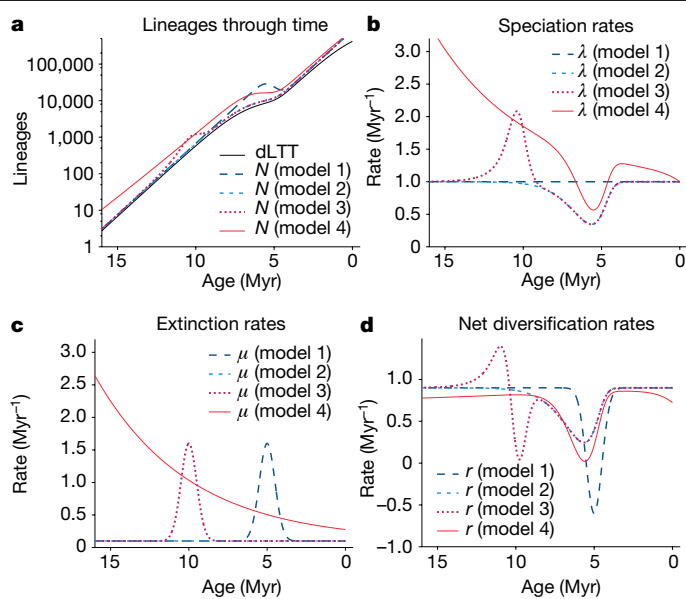 a Lineages through time
Lineages
100,000
10,000
1,000
100
10
1
dLTT
N (model 1)
N (model 2)
N (model 3)
N (model 4)
15 10 5 0
Age (Myr)
b Speciation rates
Rate (Myr⁻¹)
3.0
2.5
2.0
1.5
1.0
0.5
0
λ (model 1)
λ (model 2)
λ (model 3)
λ (model 4)
15 10 5 0
Age (Myr)
c Extinction rates
Rate (Myr⁻¹)
3.0
2.5
2.0
1.5
1.0
0.5
0
μ (model 1)
μ (model 2)
μ (model 3)
μ (model 4)
15 10 5 0
Age (Myr)
d Net diversification rates
Rate (Myr⁻¹)
1.0
0.5
0
−0.5
−1.0
r (model 1)
r (model 2)
r (model 3)
r (model 4)
15 10 5 0
Age (Myr)